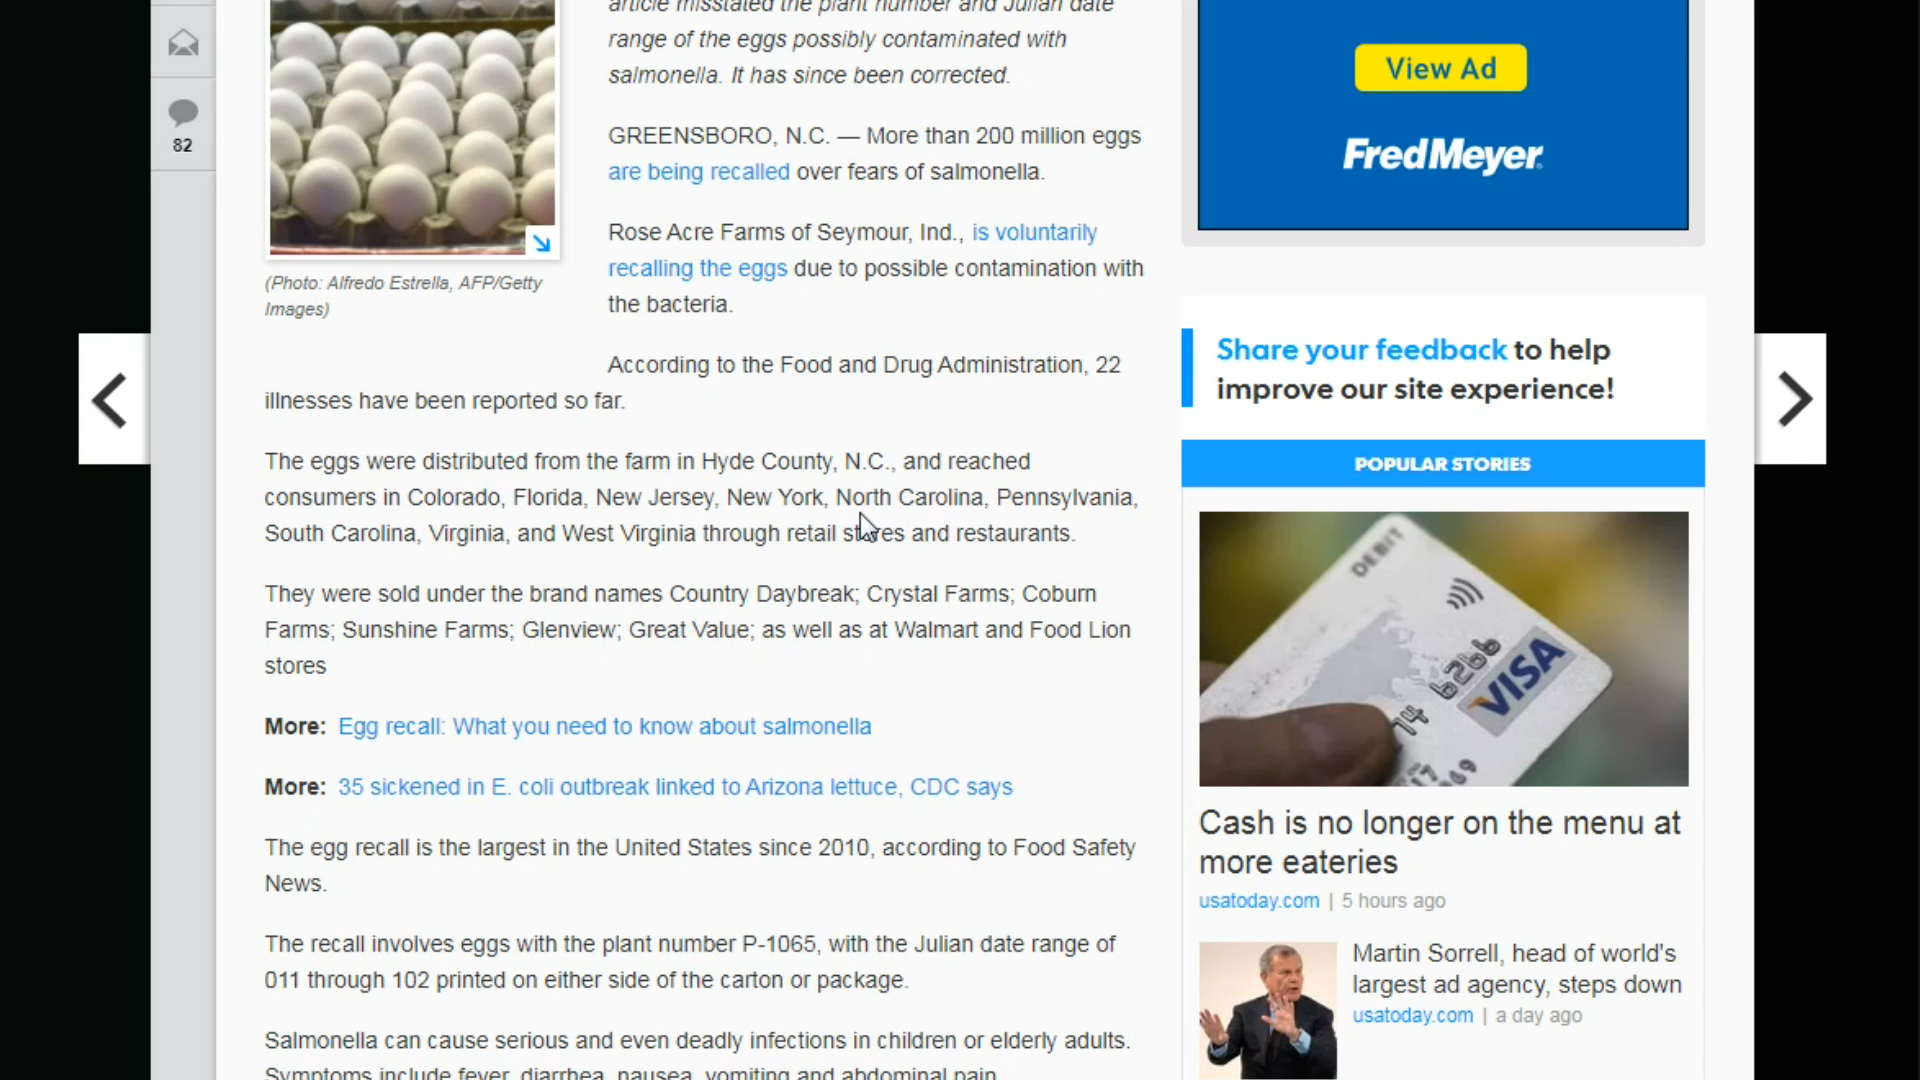 article misstated the plant number and Julian date
range of the eggs possibly contaminated with
salmonella. It has since been corrected.
GREENSBORO, N.C. — More than 200 million eggs
are being recalled over fears of salmonella.
Rose Acre Farms of Seymour, Ind., is voluntarily
recalling the eggs due to possible contamination with
the bacteria.
(Photo: Alfredo Estrella, AFP/Getty
Images)
According to the Food and Drug Administration, 22
illnesses have been reported so far.
The eggs were distributed from the farm in Hyde County, N.C., and reached
consumers in Colorado, Florida, New Jersey, New York, North Carolina, Pennsylvania,
South Carolina, Virginia, and West Virginia through retail stores and restaurants.
They were sold under the brand names Country Daybreak; Crystal Farms; Coburn
Farms; Sunshine Farms; Glenview; Great Value; as well as at Walmart and Food Lion
stores
More: Egg recall: What you need to know about salmonella
More: 35 sickened in E. coli outbreak linked to Arizona lettuce, CDC says
The egg recall is the largest in the United States since 2010, according to Food Safety
News.
The recall involves eggs with the plant number P-1065, with the Julian date range of
011 through 102 printed on either side of the carton or package.
Salmonella can cause serious and even deadly infections in children or elderly adults.
Symptoms include fever, diarrhea, nausea, vomiting and abdominal pain.
82
View Ad
FredMeyer
Share your feedback to help
improve our site experience!
POPULAR STORIES
DEBIT
6266
VISA
Cash is no longer on the menu at
more eateries
usatoday.com | 5 hours ago
Martin Sorrell, head of world's
largest ad agency, steps down
usatoday.com | a day ago